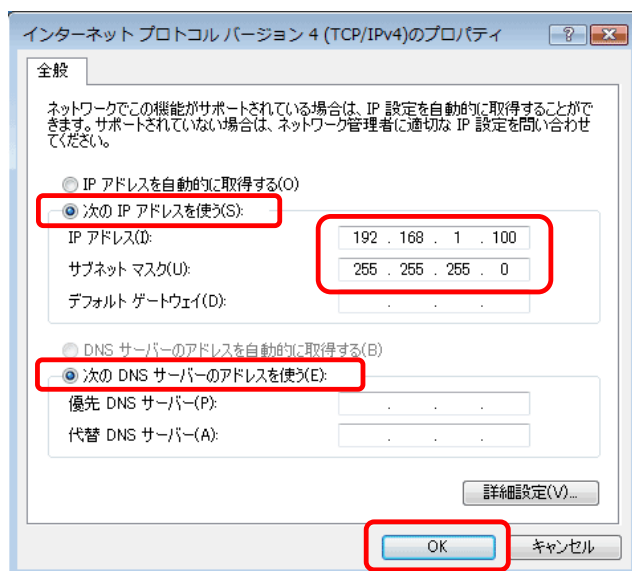 インターネット プロトコル バージョン 4 (TCP/IPv4)のプロパティ
全般
ネットワークでこの機能がサポートされている場合は、IP 設定を自動的に取得することがで
きます。サポートされていない場合は、ネットワーク管理者に適切な IP 設定を問い合わせ
てください。
IP アドレスを自動的に取得する(O)
次の IP アドレスを使う(S):
IP アドレス(I): 192 . 168 . 1 . 100
サブネット マスク(U): 255 . 255 . 255 . 0
デフォルト ゲートウェイ(D): . . .
DNS サーバーのアドレスを自動的に取得する(B)
次の DNS サーバーのアドレスを使う(E):
優先 DNS サーバー(P): . . .
代替 DNS サーバー(A): . . .
詳細設定(V)...
OK キャンセル